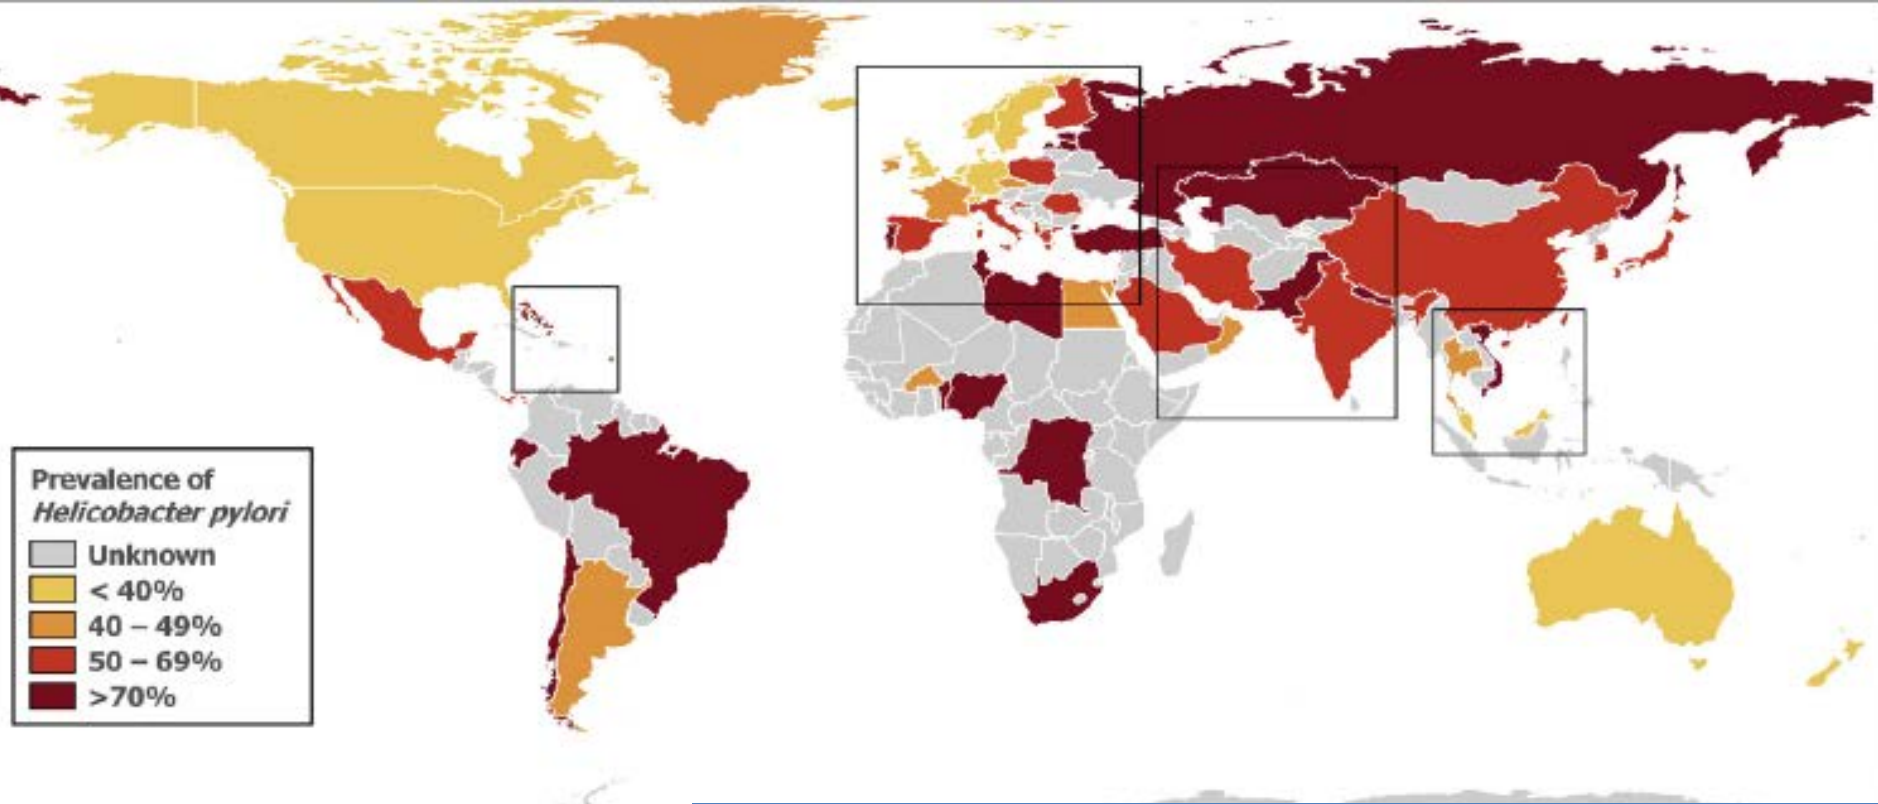 Prevalence of
Helicobacter pylori
Unknown
< 40%
40 – 49%
50 – 69%
>70%